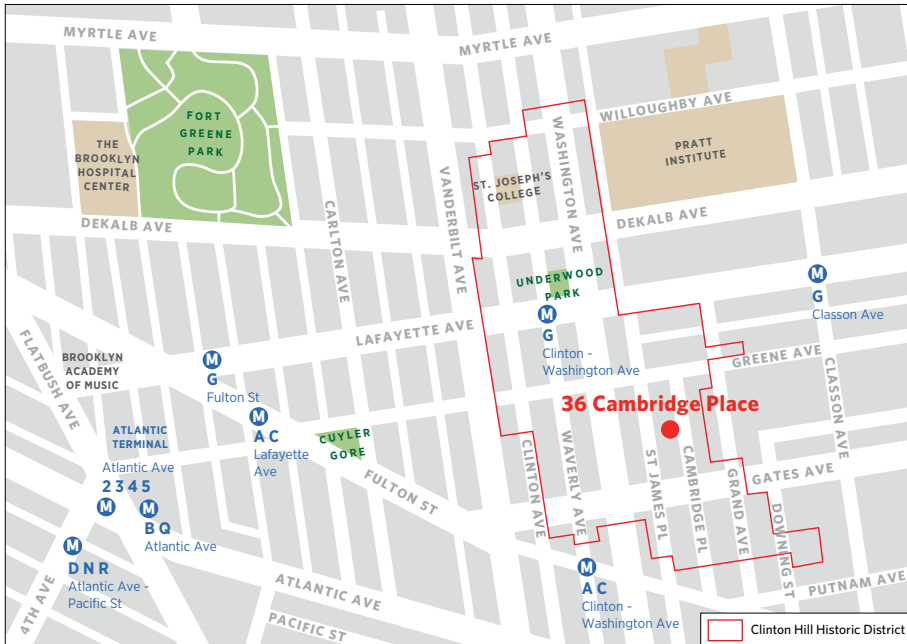 MYRTLE AVE
MYRTLE AVE
WILLOUGHBY AVE
FORT
GREENE
PARK
THE
BROOKLYN
HOSPITAL
CENTER
WASHINGTON AVE
PRATT
INSTITUTE
VANDERBILT AVE
ST. JOSEPH'S
COLLEGE
CARLTON AVE
DEKALB AVE
DEKALB AVE
UNDERWOOD
PARK
M
G
Classon Ave
M
G
Clinton -
Washington Ave
LAFAYETTE AVE
FLATBUSH AVE
BROOKLYN
ACADEMY
OF MUSIC
M
G
Fulton St
GREENE AVE
CLASSON AVE
36 Cambridge Place
M
A C
Lafayette
Ave
CUYLER
GORE
ATLANTIC
TERMINAL
Atlantic Ave
2 3 4 5
M
M
B Q
Atlantic Ave
FULTON ST
CLINTON AVE
WAVERLY AVE
ST JAMES PL
CAMBRIDGE PL
GRAND AVE
GATES AVE
DOWNING ST
M
D N R
Atlantic Ave -
Pacific St
4TH AVE
ATLANTIC AVE
PACIFIC ST
M
A C
Clinton -
Washington Ave
PUTNAM AVE
Clinton Hill Historic District